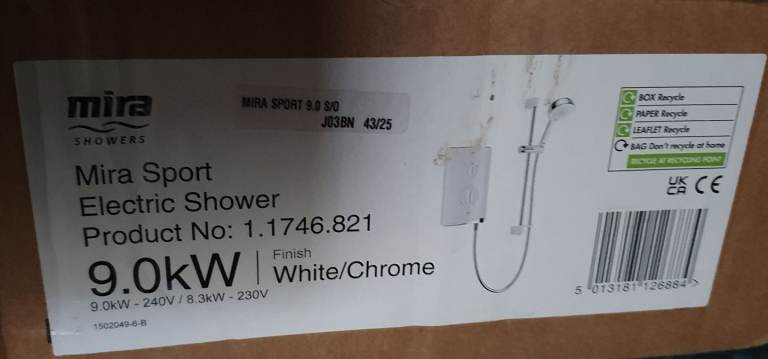 mira
SHOWERS
MIRA SPORT 9.0 S/O
J03BN 43/25
Mira Sport
Electric Shower
Product No: 1.1746.821
9.0kW
Finish
White/Chrome
9.0kW - 240V / 8.3kW - 230V
1502049-6-B
BOX Recycle
PAPER Recycle
LEAFLET Recycle
BAG Don't recycle at home
RECYCLE AT RECYCLING POINT
UK
CA CE
5 013181 126884 >